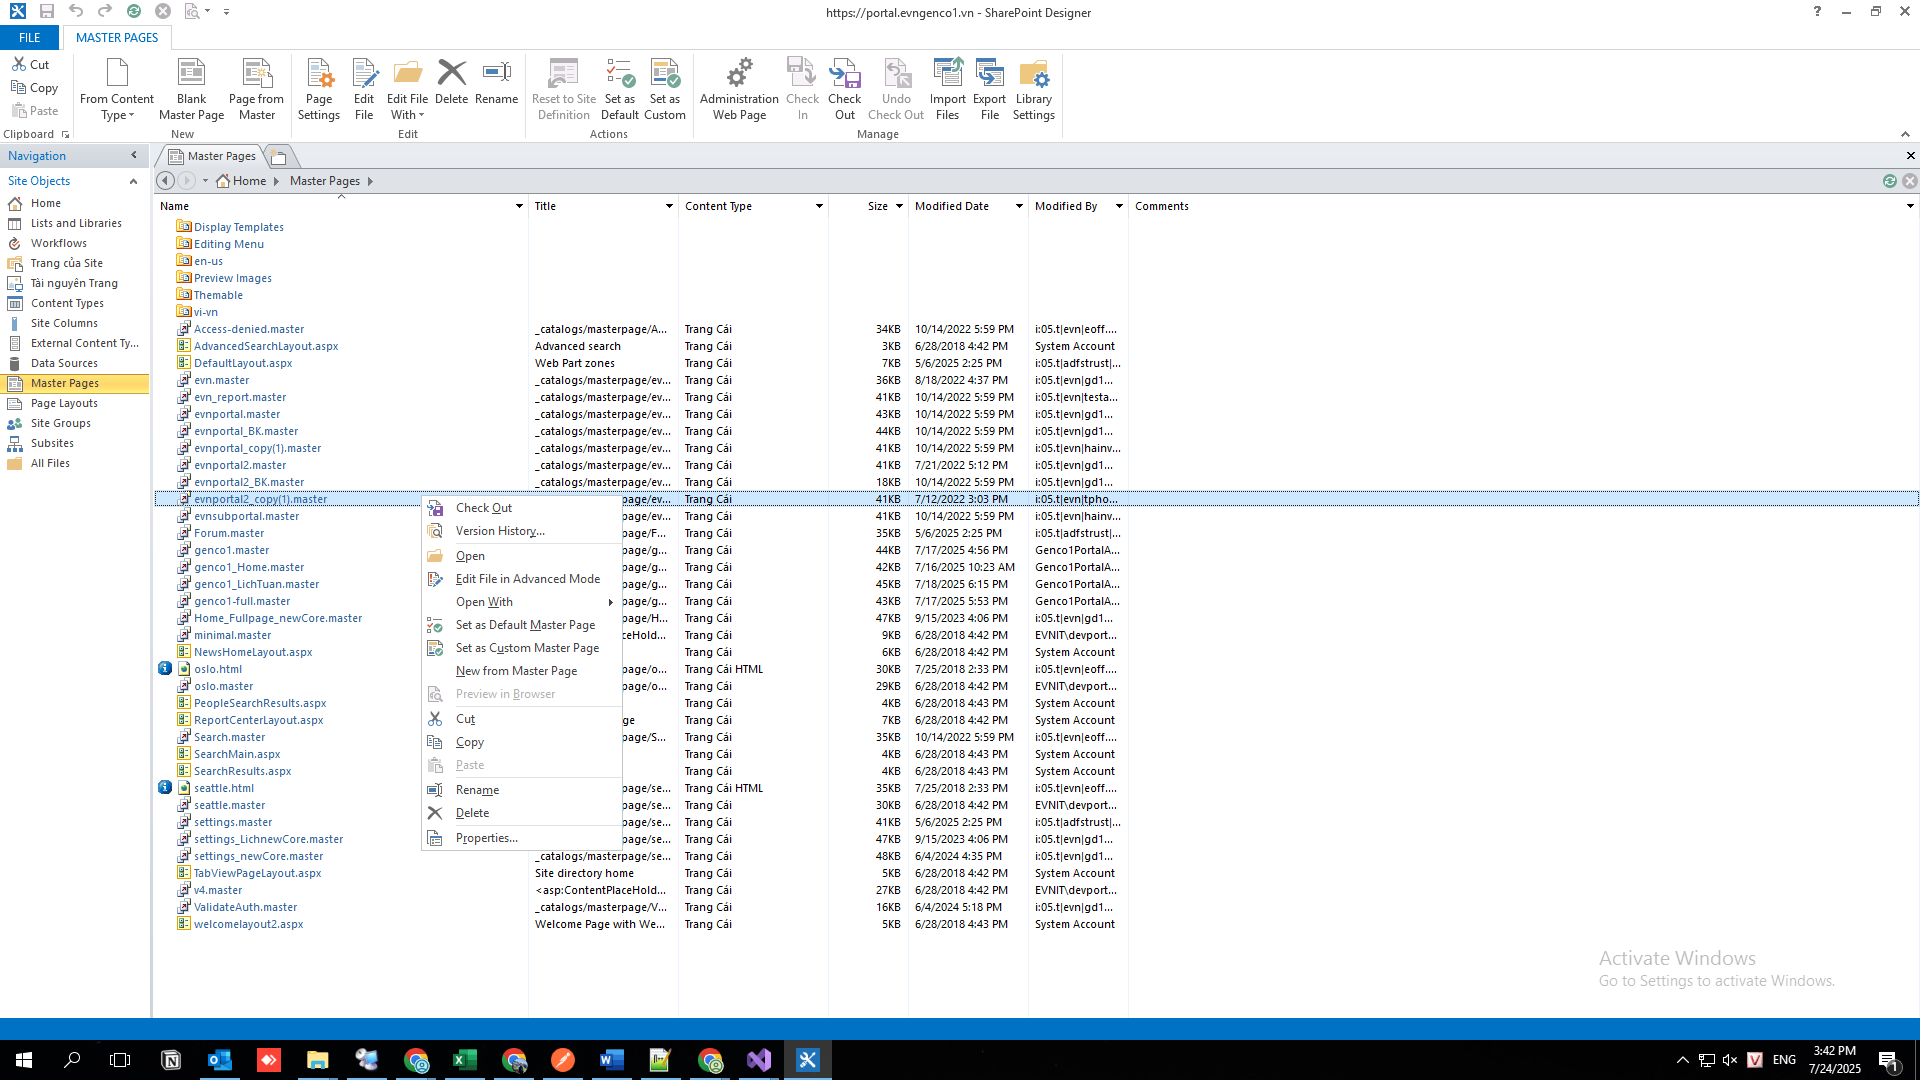 https://portal.evngenco1.vn - SharePoint Designer
FILE
MASTER PAGES
Cut
Copy
Paste
Clipboard
From Content Type
Blank Master Page
Page from Master
New
Page Settings
Edit File
Edit File With
Delete
Rename
Edit
Reset to Site Definition
Set as Default
Set as Custom
Actions
Administration Web Page
Check In
Check Out
Undo Check Out
Import Files
Export File
Library Settings
Manage
Navigation
Site Objects
Home
Lists and Libraries
Workflows
Trang của Site
Tài nguyên Trang
Content Types
Site Columns
External Content Ty...
Data Sources
Master Pages
Page Layouts
Site Groups
Subsites
All Files
Master Pages
Home
Master Pages
Name Title Content Type Size Modified Date Modified By Comments
Display Templates
Editing Menu
en-us
Preview Images
Themable
vi-vn
Access-denied.master _catalogs/masterpage/A... Trang Cái 34KB 10/14/2022 5:59 PM i:05.t|evn|eoff....
AdvancedSearchLayout.aspx Advanced search Trang Cái 3KB 6/28/2018 4:42 PM System Account
DefaultLayout.aspx Web Part zones Trang Cái 7KB 5/6/2025 2:25 PM i:05.t|adfstrust|...
evn.master _catalogs/masterpage/ev... Trang Cái 36KB 8/18/2022 4:37 PM i:05.t|evn|gd1...
evn_report.master _catalogs/masterpage/ev... Trang Cái 41KB 10/14/2022 5:59 PM i:05.t|evn|testa...
evnportal.master _catalogs/masterpage/ev... Trang Cái 43KB 10/14/2022 5:59 PM i:05.t|evn|gd1...
evnportal_BK.master _catalogs/masterpage/ev... Trang Cái 44KB 10/14/2022 5:59 PM i:05.t|evn|gd1...
evnportal_copy(1).master _catalogs/masterpage/ev... Trang Cái 41KB 10/14/2022 5:59 PM i:05.t|evn|hainv...
evnportal2.master _catalogs/masterpage/ev... Trang Cái 41KB 7/21/2022 5:12 PM i:05.t|evn|gd1...
evnportal2_BK.master _catalogs/masterpage/ev... Trang Cái 18KB 10/14/2022 5:59 PM i:05.t|evn|gd1...
evnportal2_copy(1).master page/ev... Trang Cái 41KB 7/12/2022 3:03 PM i:05.t|evn|tpho...
evnsubportal.master page/ev... Trang Cái 41KB 10/14/2022 5:59 PM i:05.t|evn|hainv...
Forum.master page/F... Trang Cái 35KB 5/6/2025 2:25 PM i:05.t|adfstrust|...
genco1.master page/g... Trang Cái 44KB 7/17/2025 4:56 PM Genco1PortalA...
genco1_Home.master page/g... Trang Cái 42KB 7/16/2025 10:23 AM Genco1PortalA...
genco1_LichTuan.master page/g... Trang Cái 45KB 7/18/2025 6:15 PM Genco1PortalA...
genco1-full.master page/g... Trang Cái 43KB 7/17/2025 5:53 PM Genco1PortalA...
Home_Fullpage_newCore.master page/H... Trang Cái 47KB 9/15/2023 4:06 PM i:05.t|evn|gd1...
minimal.master ceHold... Trang Cái 9KB 6/28/2018 4:42 PM EVNIT\devport...
NewsHomeLayout.aspx Trang Cái 6KB 6/28/2018 4:42 PM System Account
oslo.html page/o... Trang Cái HTML 30KB 7/25/2018 2:33 PM i:05.t|evn|eoff....
oslo.master page/o... Trang Cái 29KB 6/28/2018 4:42 PM EVNIT\devport...
PeopleSearchResults.aspx Trang Cái 4KB 6/28/2018 4:43 PM System Account
ReportCenterLayout.aspx ge Trang Cái 7KB 6/28/2018 4:42 PM System Account
Search.master page/S... Trang Cái 35KB 10/14/2022 5:59 PM i:05.t|evn|eoff....
SearchMain.aspx Trang Cái 4KB 6/28/2018 4:43 PM System Account
SearchResults.aspx Trang Cái 4KB 6/28/2018 4:43 PM System Account
seattle.html page/se... Trang Cái HTML 35KB 7/25/2018 2:33 PM i:05.t|evn|eoff....
seattle.master page/se... Trang Cái 30KB 6/28/2018 4:42 PM EVNIT\devport...
settings.master page/se... Trang Cái 41KB 5/6/2025 2:25 PM i:05.t|adfstrust|...
settings_LichnewCore.master page/se... Trang Cái 47KB 9/15/2023 4:06 PM i:05.t|evn|gd1...
settings_newCore.master _catalogs/masterpage/se... Trang Cái 48KB 6/4/2024 4:35 PM i:05.t|evn|gd1...
TabViewPageLayout.aspx Site directory home Trang Cái 5KB 6/28/2018 4:42 PM System Account
v4.master <asp:ContentPlaceHold... Trang Cái 27KB 6/28/2018 4:42 PM EVNIT\devport...
ValidateAuth.master _catalogs/masterpage/V... Trang Cái 16KB 6/4/2024 5:18 PM i:05.t|evn|gd1...
welcomelayout2.aspx Welcome Page with We... Trang Cái 5KB 6/28/2018 4:43 PM System Account
Check Out
Version History...
Open
Edit File in Advanced Mode
Open With
Set as Default Master Page
Set as Custom Master Page
New from Master Page
Preview in Browser
Cut
Copy
Paste
Rename
Delete
Properties...
Activate Windows
Go to Settings to activate Windows.
ENG
3:42 PM
7/24/2025
1